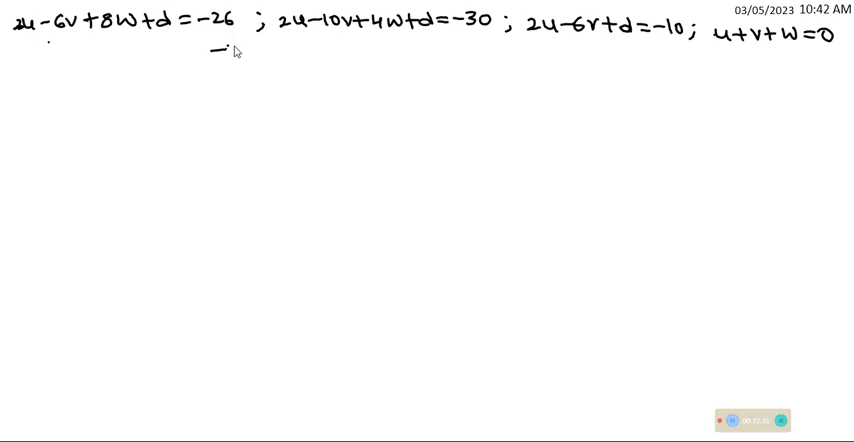 03/05/2023 10:42 AM
2u-6v+8w+d=-26 ; 2u-10v+4w+d=-30 ; 2u-6v+d=-10 ; u+v+w=0
-